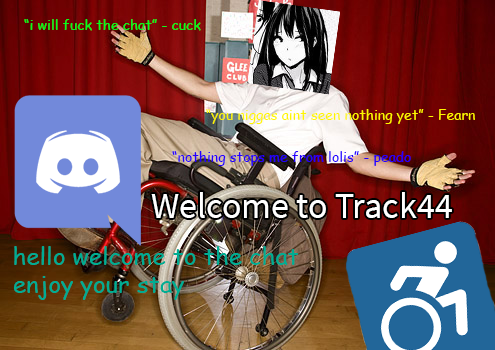 "i will fuck the chat" - cuck
GLEE
CLUB
you niggas aint seen nothing yet" - Fearn
"nothing stops me from lolis" - peudo
Welcome to Track44
hello welcome to the chat
enjoy your stay